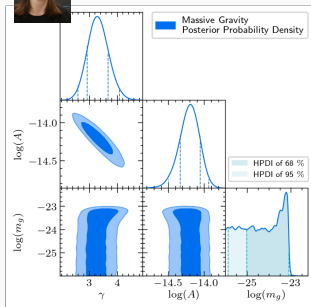 Massive Gravity
Posterior Probability Density
log(A)
−14.0
−14.5
HPDI of 68 %
HPDI of 95 %
log(m_g)
−23
−24
−25
3 4
γ
−14.5 −14.0
log(A)
−25 −23
log(m_g)